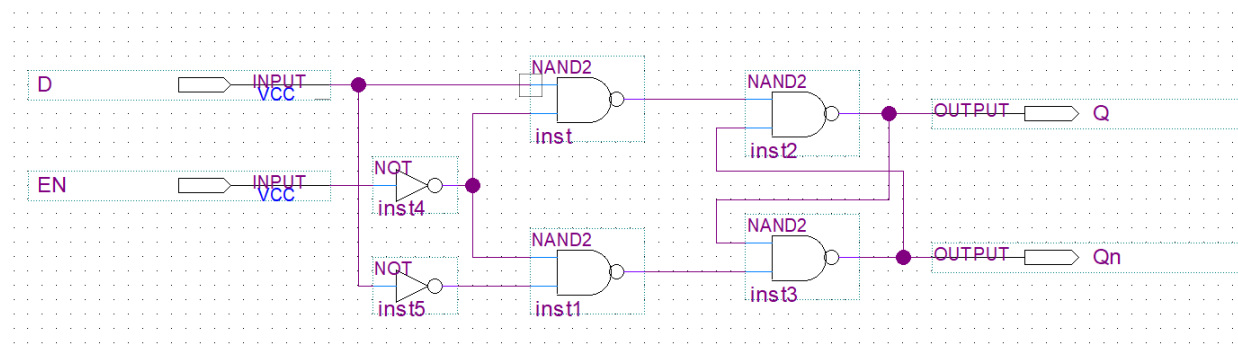 D INPUT VCC
NAND2
inst
NAND2
inst2
OUTPUT Q
EN INPUT VCC
NOT
inst4
NAND2
inst1
NAND2
inst3
OUTPUT Qn
NOT
inst5